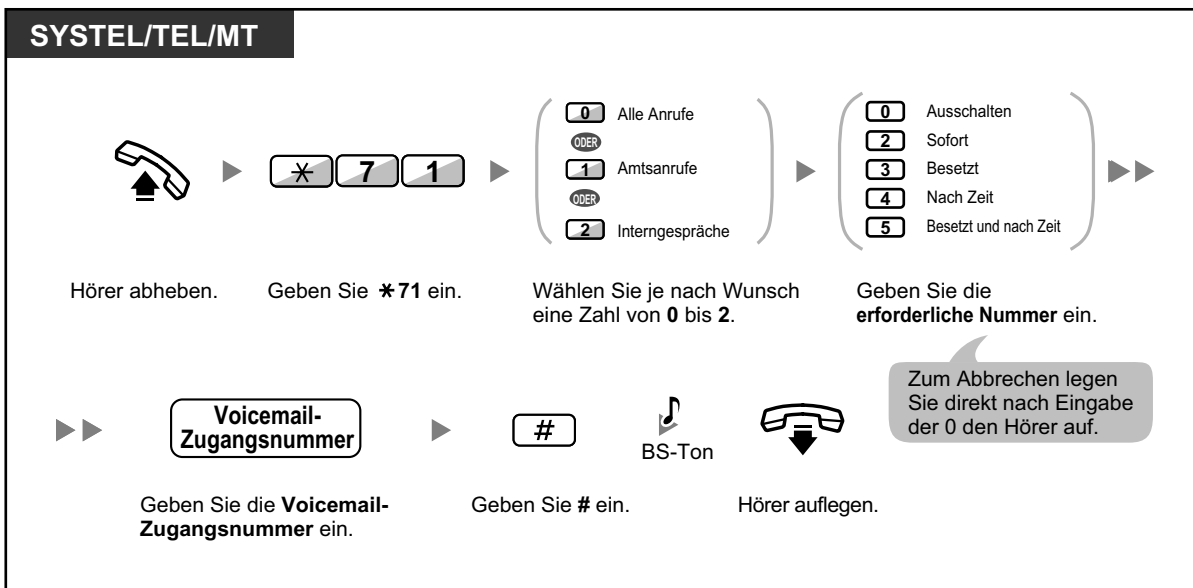 SYSTEL/TEL/MT
0 Alle Anrufe
ODER
1 Amtsanrufe
ODER
2 Interngespräche
0 Ausschalten
2 Sofort
3 Besetzt
4 Nach Zeit
5 Besetzt und nach Zeit
* 7 1
Hörer abheben.
Geben Sie *71 ein.
Wählen Sie je nach Wunsch
eine Zahl von 0 bis 2.
Geben Sie die
erforderliche Nummer ein.
Zum Abbrechen legen
Sie direkt nach Eingabe
der 0 den Hörer auf.
Voicemail-
Zugangsnummer
#
BS-Ton
Geben Sie die Voicemail-
Zugangsnummer ein.
Geben Sie # ein.
Hörer auflegen.